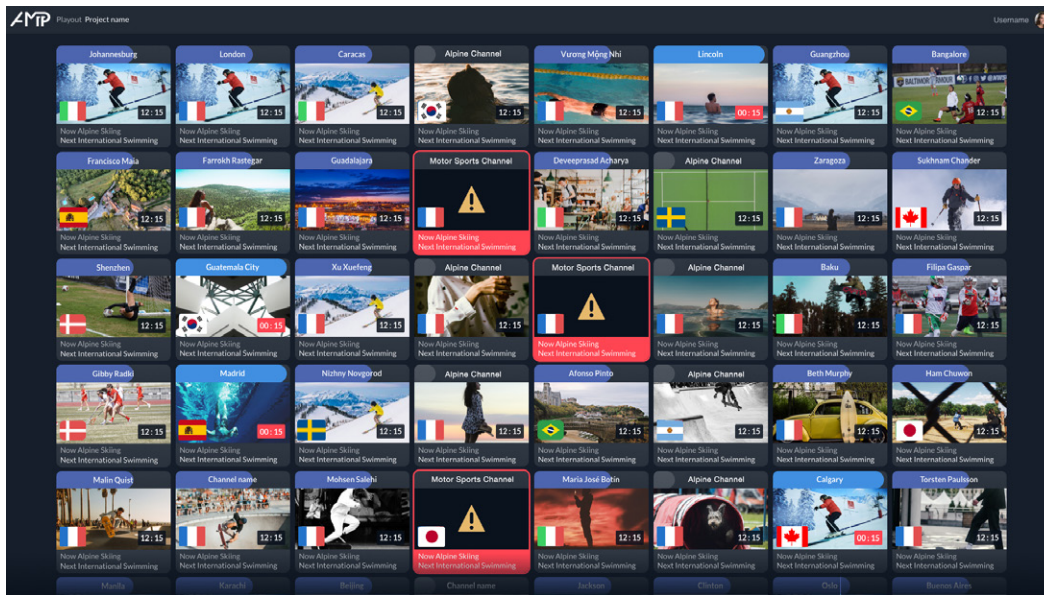 AMP Playout Project name Username
Johannesburg London Caracas Alpine Channel Vương Mộng Nhi Lincoln Guangzhou Bangalore
12:15 12:15 12:15 12:15 12:15 00:15 12:15 12:15
Now Alpine Skiing Now Alpine Skiing Now Alpine Skiing Now Alpine Skiing Now Alpine Skiing Now Alpine Skiing Now Alpine Skiing Now Alpine Skiing
Next International Swimming Next International Swimming Next International Swimming Next International Swimming Next International Swimming Next International Swimming Next International Swimming Next International Swimming
Francisco Maia Farrokh Rastegar Guadalajara Motor Sports Channel Deveeprasad Acharya Alpine Channel Zaragoza Sukhnam Chander
12:15 12:15 12:15 12:15 12:15 12:15 12:15
Now Alpine Skiing Now Alpine Skiing Now Alpine Skiing Now Alpine Skiing Now Alpine Skiing Now Alpine Skiing Now Alpine Skiing Now Alpine Skiing
Next International Swimming Next International Swimming Next International Swimming Next International Swimming Next International Swimming Next International Swimming Next International Swimming Next International Swimming
Shenzhen Guatemala City Xu Xuefeng Alpine Channel Motor Sports Channel Alpine Channel Baku Filipa Gaspar
12:15 00:15 12:15 12:15 12:15 12:15 12:15
Now Alpine Skiing Now Alpine Skiing Now Alpine Skiing Now Alpine Skiing Now Alpine Skiing Now Alpine Skiing Now Alpine Skiing Now Alpine Skiing
Next International Swimming Next International Swimming Next International Swimming Next International Swimming Next International Swimming Next International Swimming Next International Swimming Next International Swimming
Gibby Radki Madrid Nizhny Novgorod Alpine Channel Afonso Pinto Alpine Channel Beth Murphy Ham Chuwon
12:15 00:15 12:15 12:15 12:15 12:15 12:15 12:15
Now Alpine Skiing Now Alpine Skiing Now Alpine Skiing Now Alpine Skiing Now Alpine Skiing Now Alpine Skiing Now Alpine Skiing Now Alpine Skiing
Next International Swimming Next International Swimming Next International Swimming Next International Swimming Next International Swimming Next International Swimming Next International Swimming Next International Swimming
Malin Quist Channel name Mohsen Salehi Motor Sports Channel Maria José Botín Alpine Channel Calgary Torsten Paulsson
12:15 12:15 12:15 12:15 12:15 00:15 12:15
Now Alpine Skiing Now Alpine Skiing Now Alpine Skiing Now Alpine Skiing Now Alpine Skiing Now Alpine Skiing Now Alpine Skiing Now Alpine Skiing
Next International Swimming Next International Swimming Next International Swimming Next International Swimming Next International Swimming Next International Swimming Next International Swimming Next International Swimming
Manila Karachi Beijing Channel name Jackson Clinton Oslo Buenos Aires